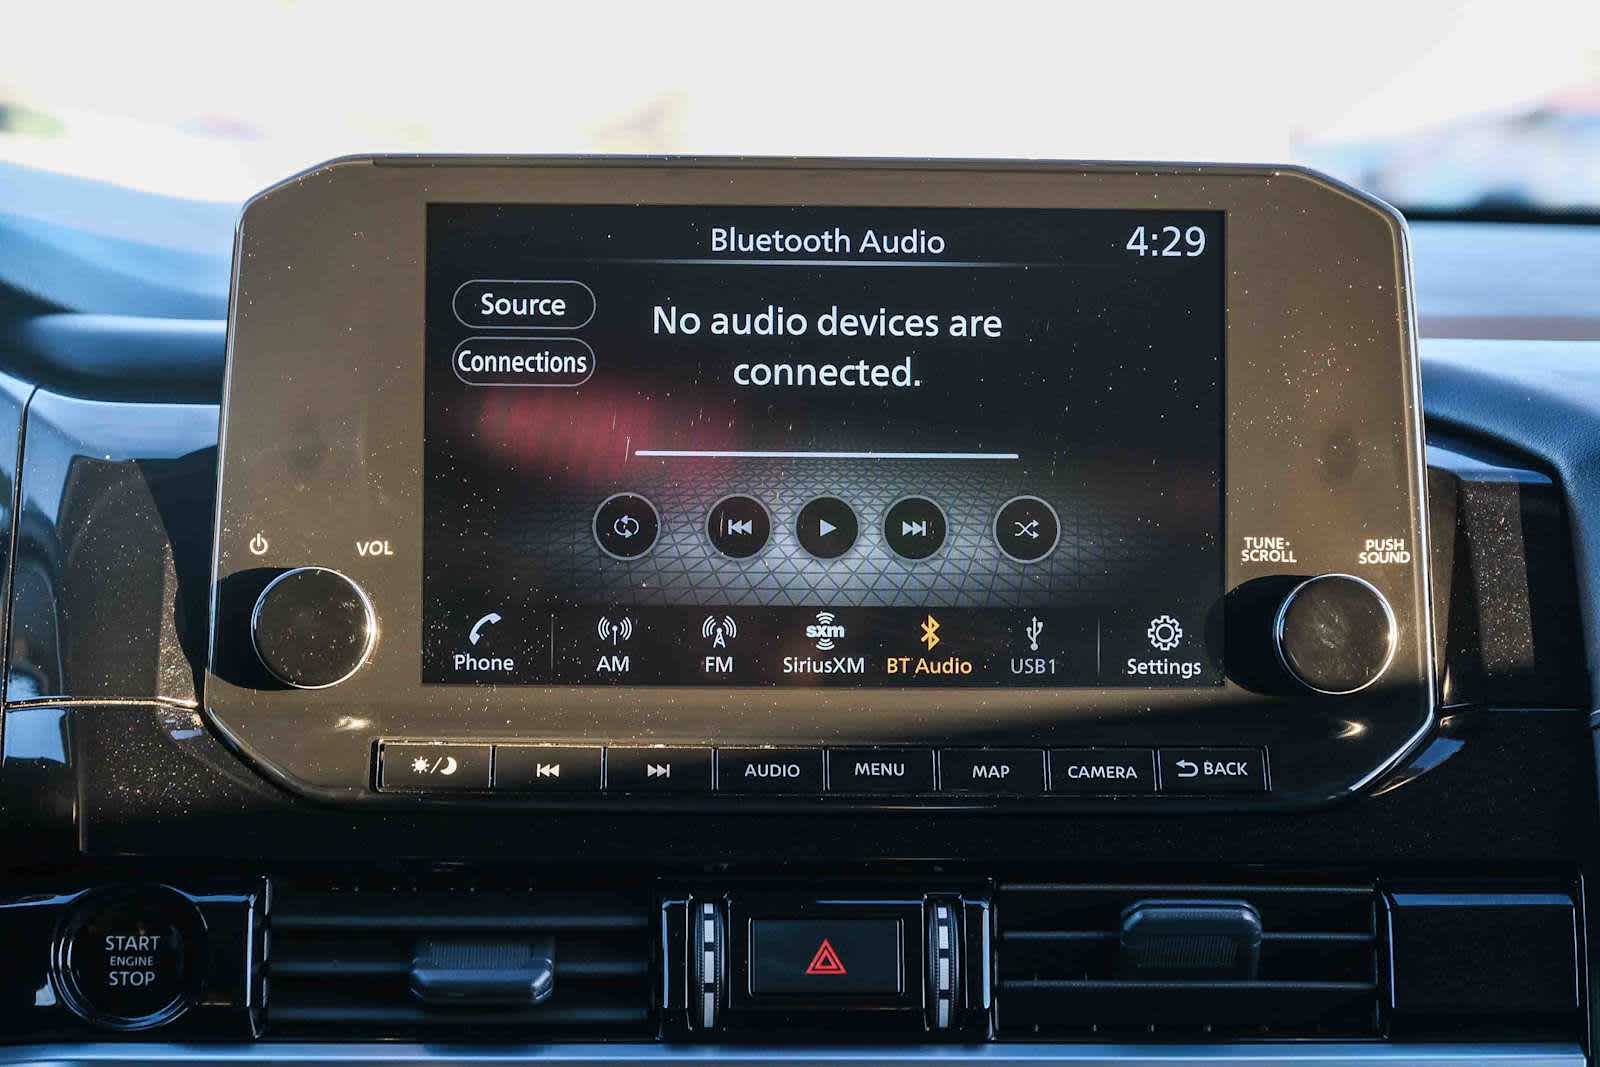 Bluetooth Audio
4:29
Source
No audio devices are
connected.
Connections
VOL
TUNE·
SCROLL
PUSH
SOUND
Phone
AM
FM
sxm
SiriusXM
BT Audio
USB1
Settings
AUDIO
MENU
MAP
CAMERA
BACK
START
ENGINE
STOP